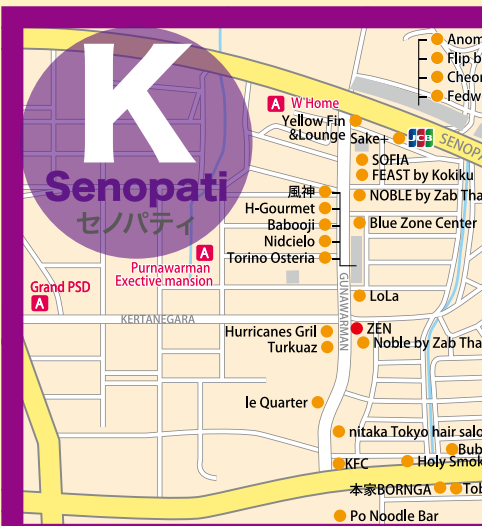 K
Senopati
セノパティ
Anom
Flip b
Cheor
Fedw
A W'Home
Yellow Fin
&Lounge
Sake+
JCB
SENOPA
SOFIA
FEAST by Kokiku
風神
NOBLE by Zab Tha
H-Gourmet
Babooji
Blue Zone Center
Nidcielo
Torino Osteria
A
Purnawarman
Exective mansion
Grand PSD
A
GUNAWARMAN
LoLa
KERTANEGARA
ZEN
Hurricanes Gril
Turkuaz
Noble by Zab Tha
le Quarter
nitaka Tokyo hair salo
Bub
KFC
Holy Smok
本家BORNGA
Tob
Po Noodle Bar